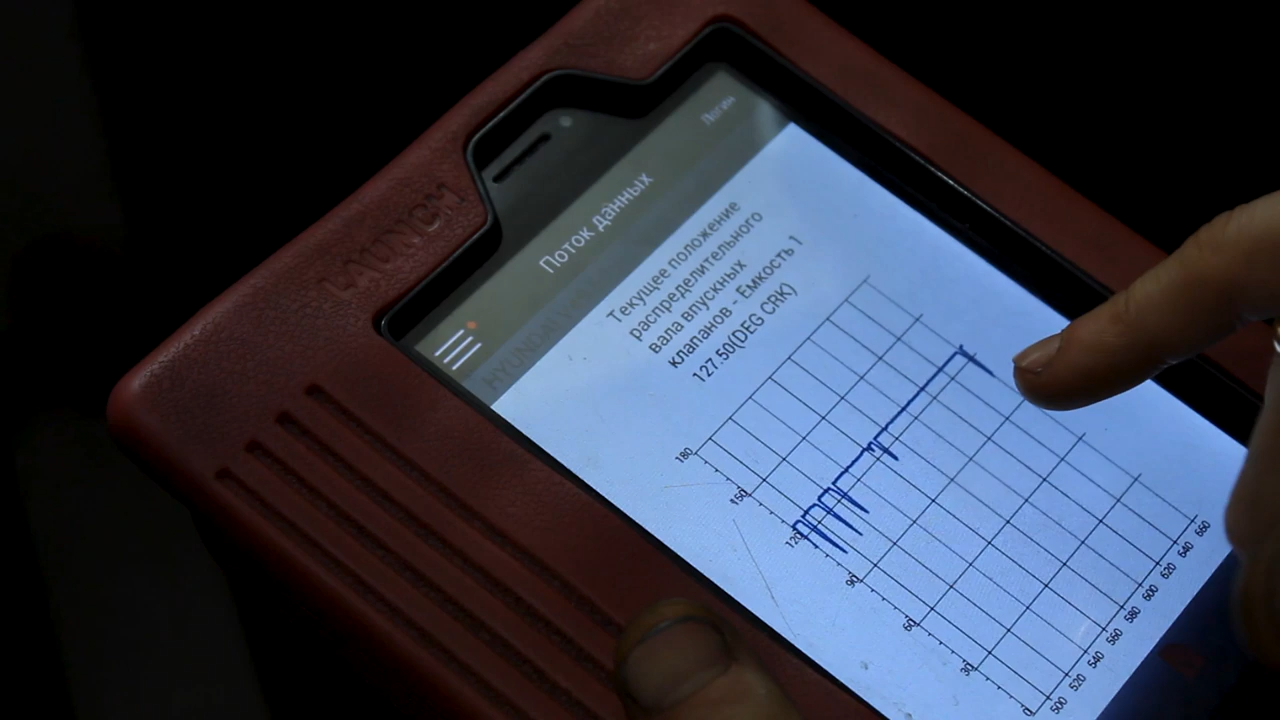 LAUNCH
Логин
Поток данных
Текущее положение
распределительного
вала впускных
клапанов - Емкость 1
127.50(DEG CRK)
180
150
120
90
60
30
0
500
520
540
560
580
600
620
640
660